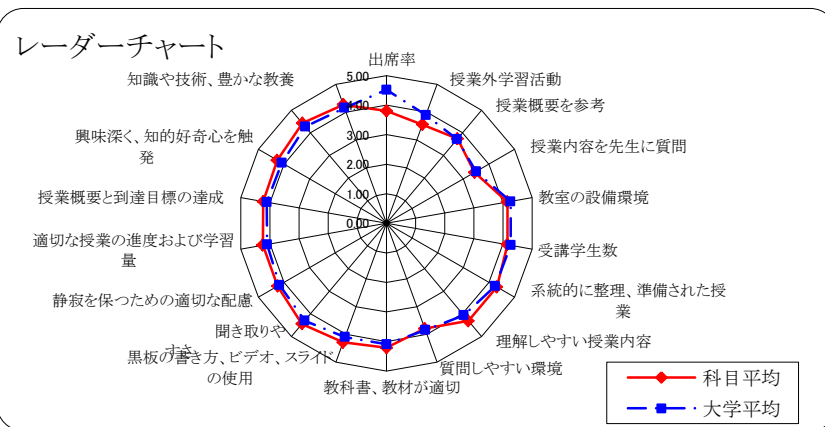 レーダーチャート
出席率
授業外学習活動
授業概要を参考
授業内容を先生に質問
教室の設備環境
受講学生数
系統的に整理、準備された授
業
理解しやすい授業内容
質問しやすい環境
教科書、教材が適切
黒板の書き方、ビデオ、スライド
の使用
聞き取りや
すさ
静寂を保つための適切な配慮
適切な授業の進度および学習
量
授業概要と到達目標の達成
興味深く、知的好奇心を触
発
知識や技術、豊かな教養
5.00
4.00
3.00
2.00
1.00
0.00
科目平均
大学平均